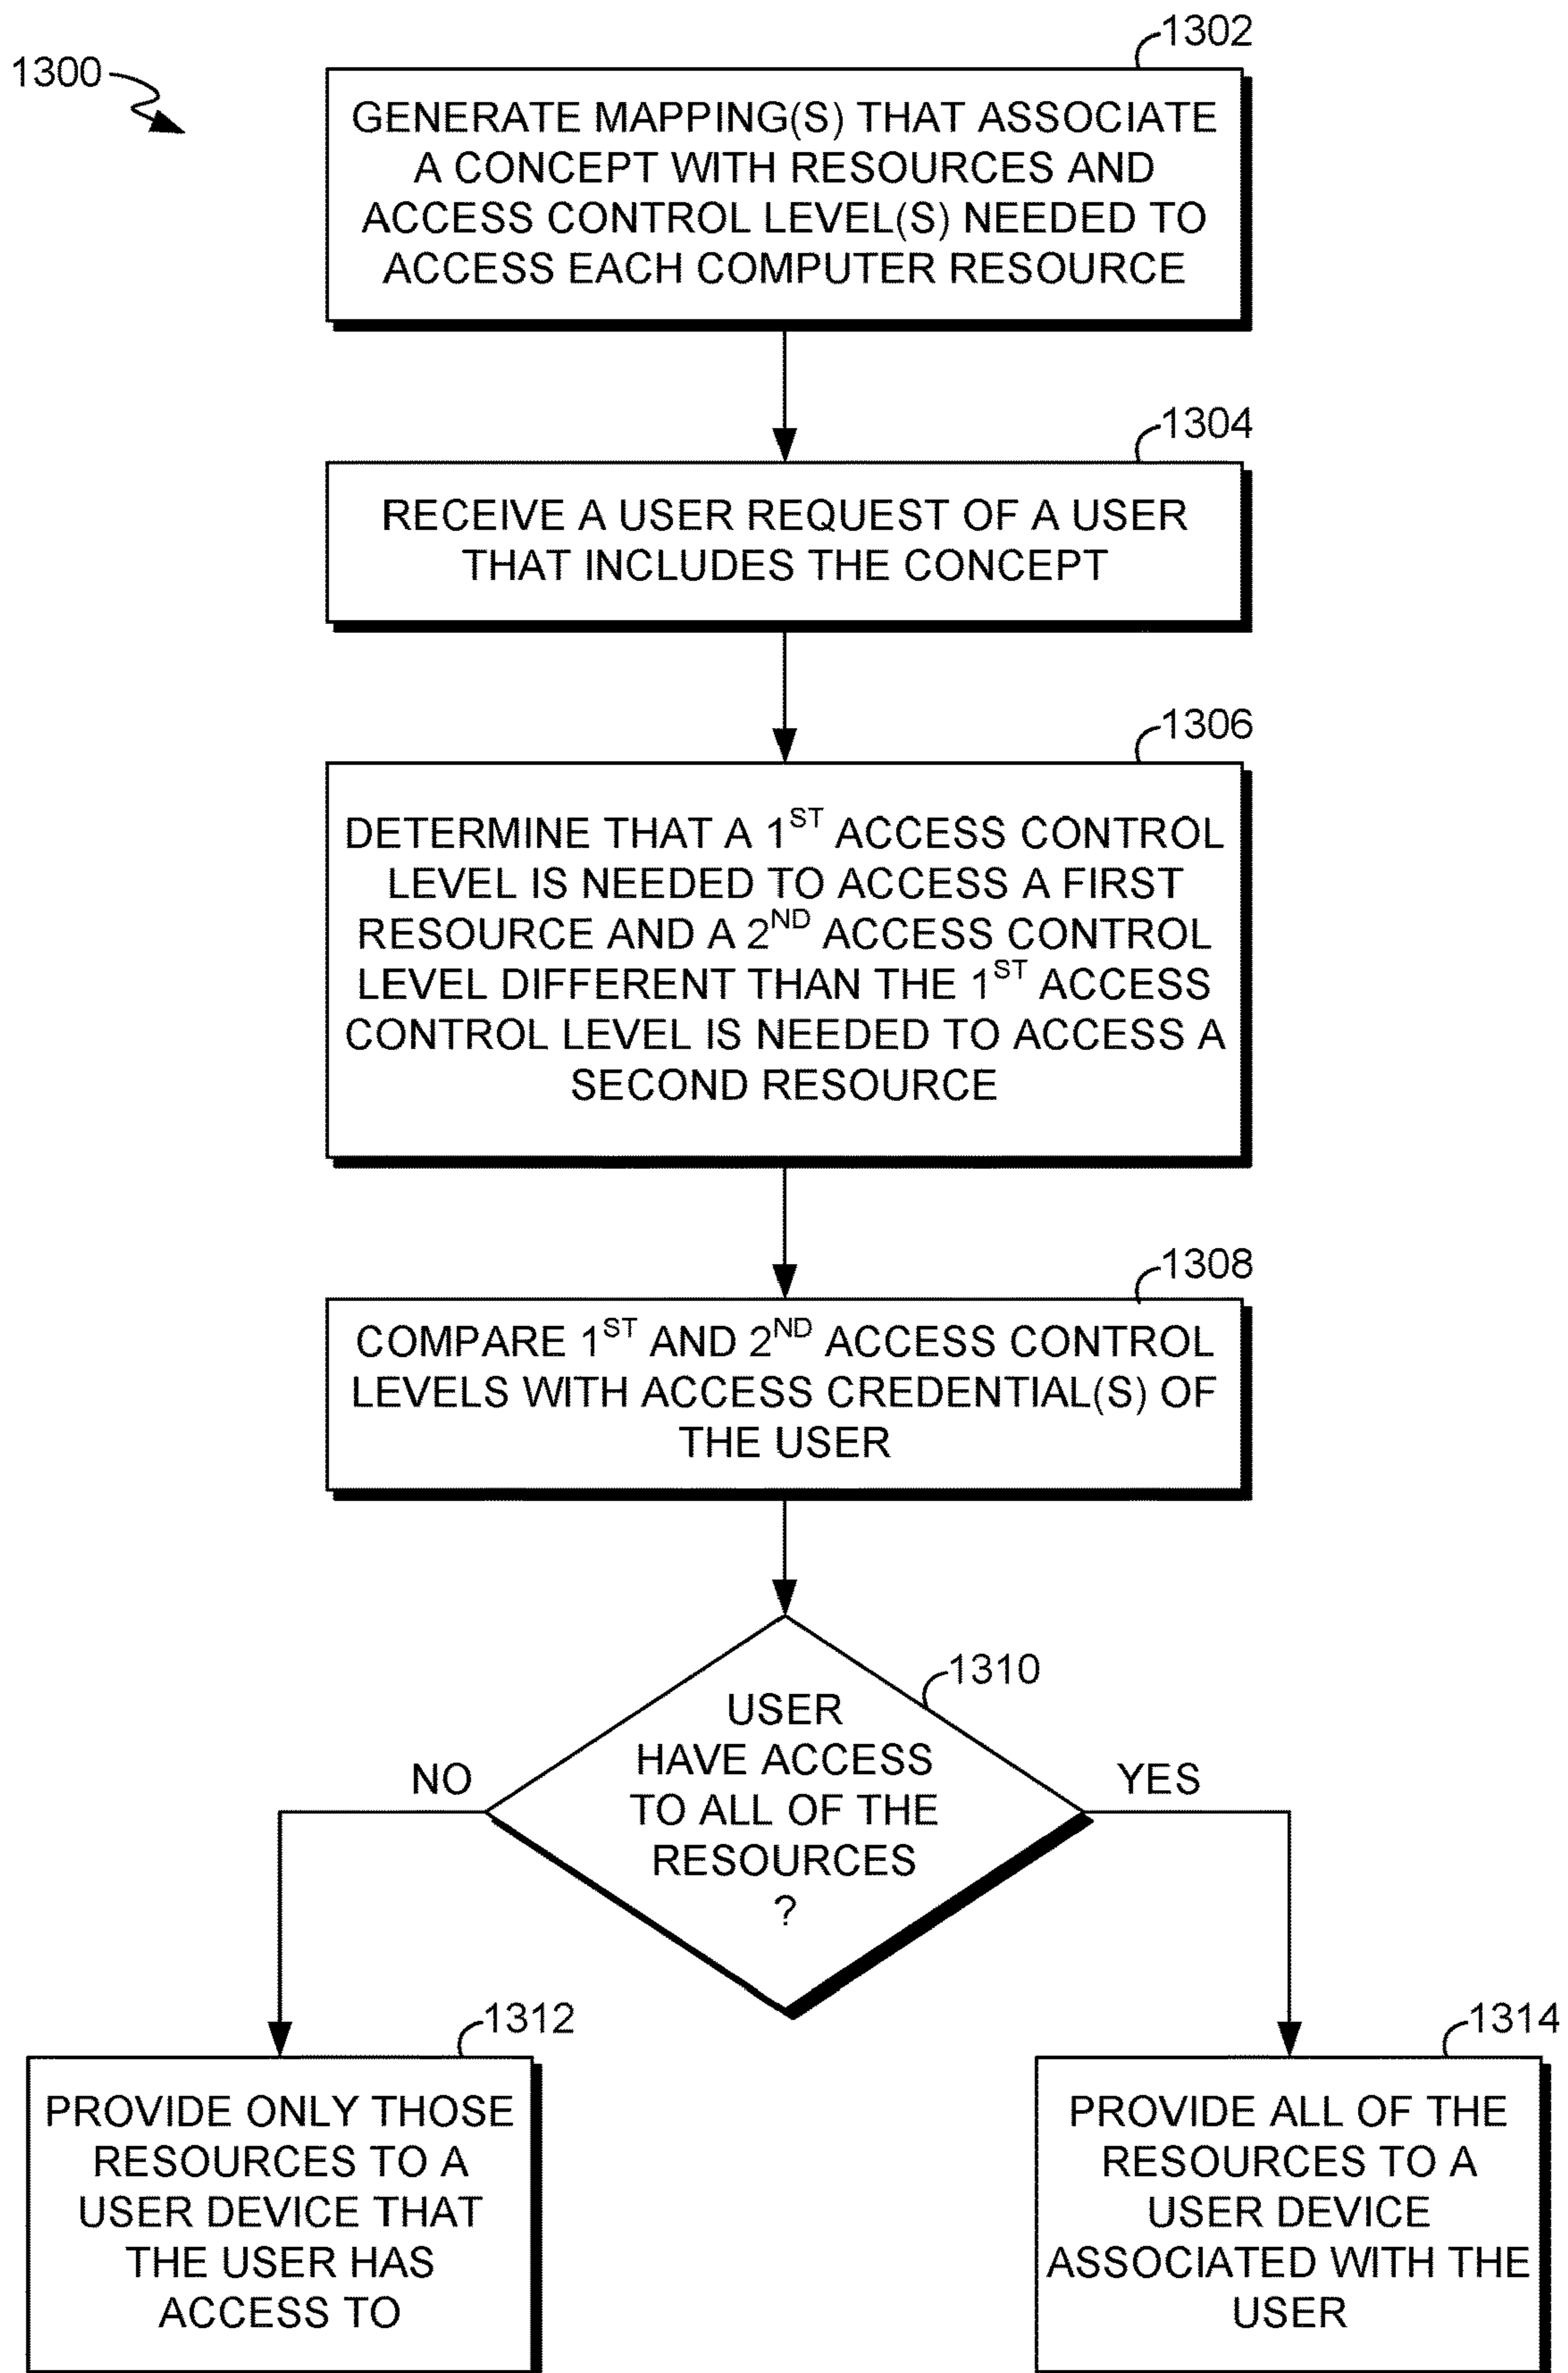 1300
1302
GENERATE MAPPING(S) THAT ASSOCIATE
A CONCEPT WITH RESOURCES AND
ACCESS CONTROL LEVEL(S) NEEDED TO
ACCESS EACH COMPUTER RESOURCE
1304
RECEIVE A USER REQUEST OF A USER
THAT INCLUDES THE CONCEPT
1306
DETERMINE THAT A 1ST ACCESS CONTROL
LEVEL IS NEEDED TO ACCESS A FIRST
RESOURCE AND A 2ND ACCESS CONTROL
LEVEL DIFFERENT THAN THE 1ST ACCESS
CONTROL LEVEL IS NEEDED TO ACCESS A
SECOND RESOURCE
1308
COMPARE 1ST AND 2ND ACCESS CONTROL
LEVELS WITH ACCESS CREDENTIAL(S) OF
THE USER
1310
USER
HAVE ACCESS
TO ALL OF THE
RESOURCES
?
NO
YES
1312
PROVIDE ONLY THOSE
RESOURCES TO A
USER DEVICE THAT
THE USER HAS
ACCESS TO
1314
PROVIDE ALL OF THE
RESOURCES TO A
USER DEVICE
ASSOCIATED WITH THE
USER